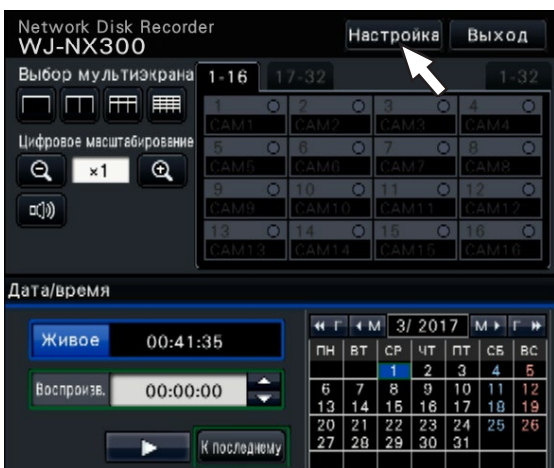 Network Disk Recorder
WJ-NX300
Настройка
Выход
Выбор мультиэкрана
1-16
17-32
1-32
1
2
3
4
CAM1
CAM2
CAM3
CAM4
Цифровое масштабирование
×1
5
6
7
8
CAM5
CAM6
CAM7
CAM8
9
10
11
12
CAM9
CAM10
CAM11
CAM12
13
14
15
16
CAM13
CAM14
CAM15
CAM16
Дата/время
Живое
00:41:35
Воспроизв.
00:00:00
К последнему
Г М 3/ 2017 М Г
ПН ВТ СР ЧТ ПТ СБ ВС
1 2 3 4 5
6 7 8 9 10 11 12
13 14 15 16 17 18 19
20 21 22 23 24 25 26
27 28 29 30 31